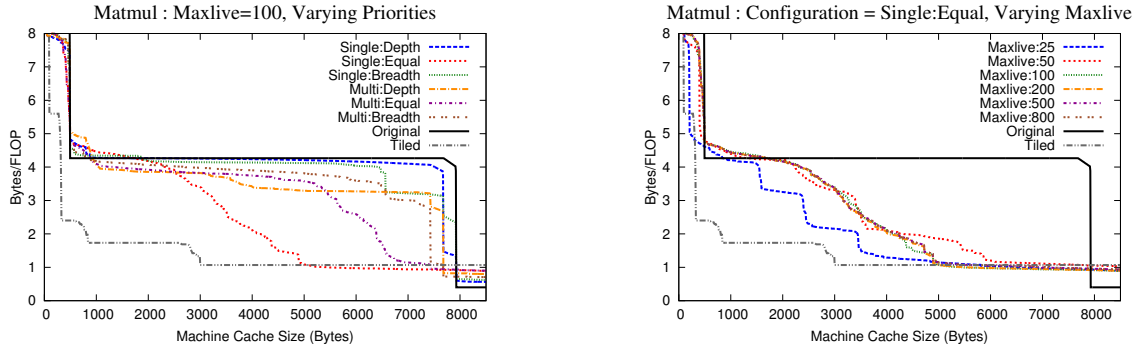 Matmul : Maxlive=100, Varying Priorities
8
7
6
5
4
3
2
1
0
Bytes/FLOP
Single:Depth
Single:Equal
Single:Breadth
Multi:Depth
Multi:Equal
Multi:Breadth
Original
Tiled
0 1000 2000 3000 4000 5000 6000 7000 8000
Machine Cache Size (Bytes)
Matmul : Configuration = Single:Equal, Varying Maxlive
8
7
6
5
4
3
2
1
0
Bytes/FLOP
Maxlive:25
Maxlive:50
Maxlive:100
Maxlive:200
Maxlive:500
Maxlive:800
Original
Tiled
0 1000 2000 3000 4000 5000 6000 7000 8000
Machine Cache Size (Bytes)